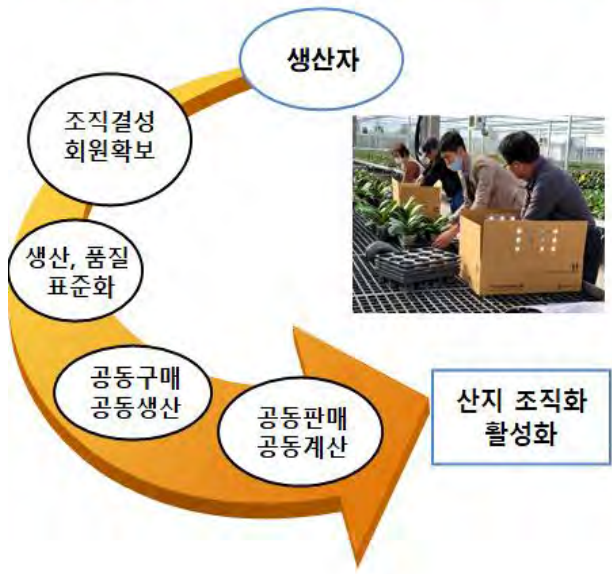 생산자
조직결성
회원확보
생산, 품질
표준화
공동구매
공동생산
공동판매
공동계산
산지 조직화
활성화